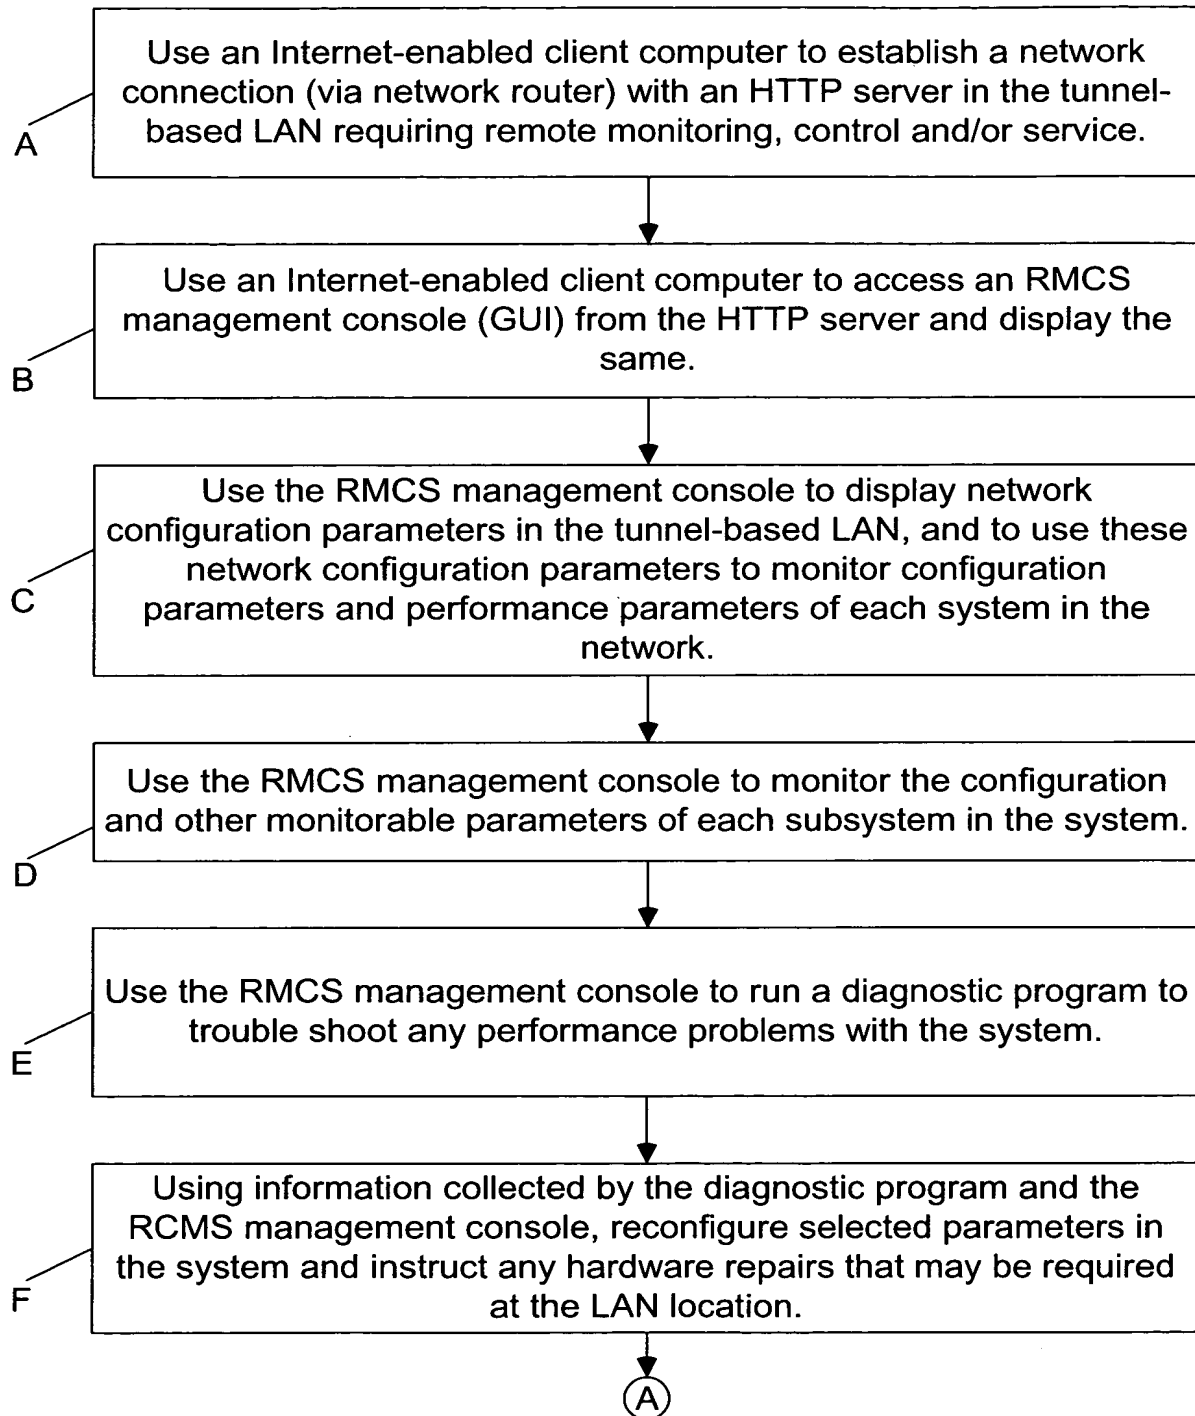 Use an Internet-enabled client computer to establish a network
connection (via network router) with an HTTP server in the tunnel-
based LAN requiring remote monitoring, control and/or service.
A
Use an Internet-enabled client computer to access an RMCS
management console (GUI) from the HTTP server and display the
same.
B
Use the RMCS management console to display network
configuration parameters in the tunnel-based LAN, and to use these
network configuration parameters to monitor configuration
parameters and performance parameters of each system in the
network.
C
Use the RMCS management console to monitor the configuration
and other monitorable parameters of each subsystem in the system.
D
Use the RMCS management console to run a diagnostic program to
trouble shoot any performance problems with the system.
E
Using information collected by the diagnostic program and the
RCMS management console, reconfigure selected parameters in
the system and instruct any hardware repairs that may be required
at the LAN location.
F
A